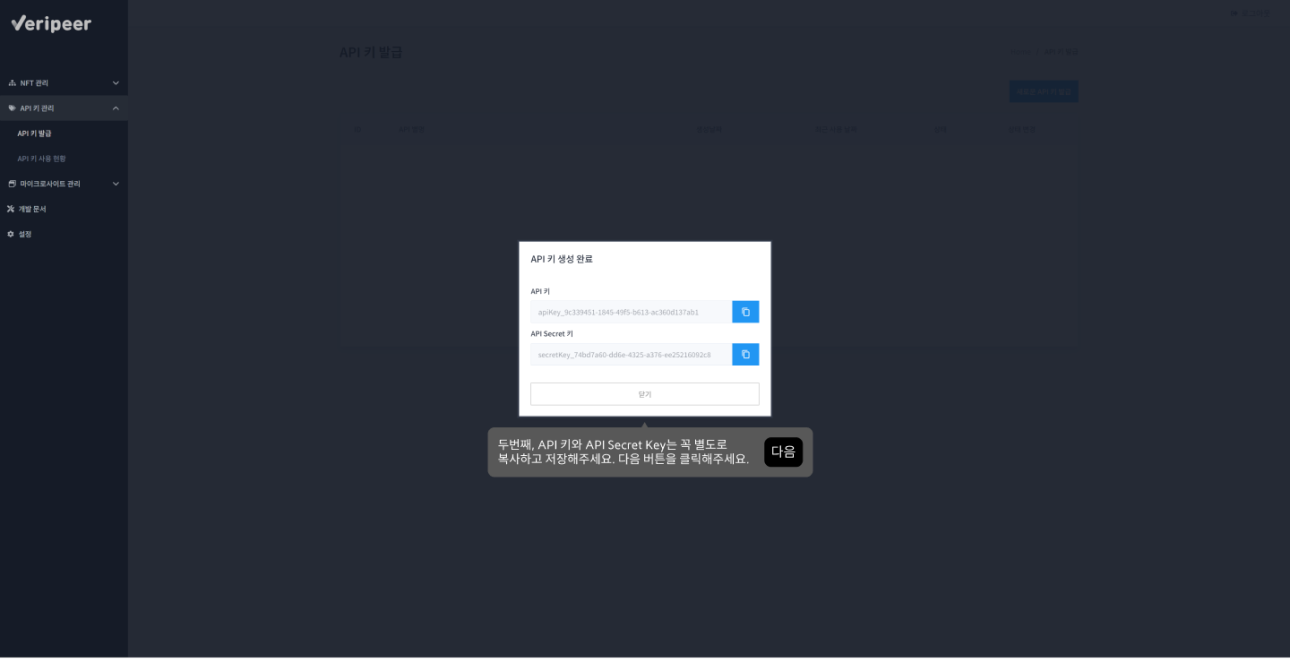 Veripeer
로그아웃
NFT 관리
API 키 관리
API 키 발급
API 키 사용 현황
마이크로사이트 관리
개발 문서
설정
API 키 발급
API 키 생성 완료
API 키
apiKey_9c339451-1845-49f5-b613-ac360d137ab1
API Secret 키
secretKey_74bd7a60-dd6e-4325-a376-ee25216092c9
닫기
두번째, API 키와 API Secret Key는 꼭 별도로
복사하고 저장해주세요. 다음 버튼을 클릭해주세요.
다음